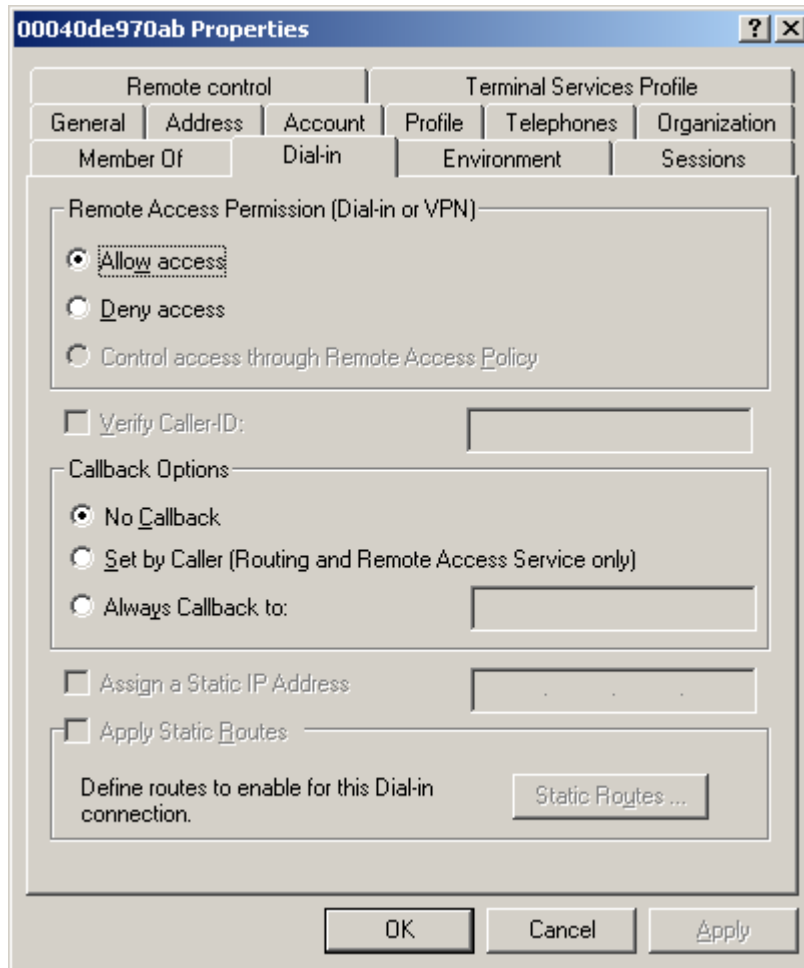 00040de970ab Properties
Remote control Terminal Services Profile
General Address Account Profile Telephones Organization
Member Of Dial-in Environment Sessions
Remote Access Permission (Dial-in or VPN)
Allow access
Deny access
Control access through Remote Access Policy
Verify Caller-ID:
Callback Options
No Callback
Set by Caller (Routing and Remote Access Service only)
Always Callback to:
Assign a Static IP Address
Apply Static Routes
Define routes to enable for this Dial-in
connection.
Static Routes ...
OK Cancel Apply